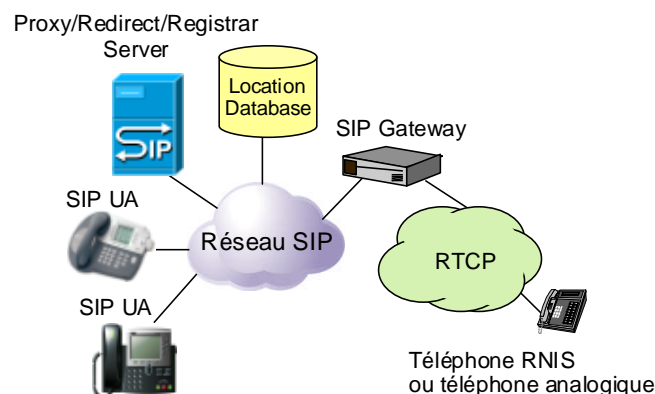 Proxy/Redirect/Registrar
Server
Location
Database
SIP Gateway
SIP
SIP UA
Réseau SIP
RTCP
SIP UA
Téléphone RNIS
ou téléphone analogique